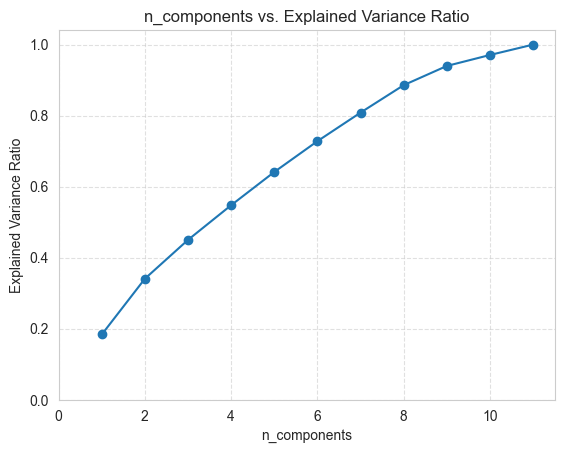 n_components vs. Explained Variance Ratio
Explained Variance Ratio
1.0
0.8
0.6
0.4
0.2
0.0
0 2 4 6 8 10
n_components